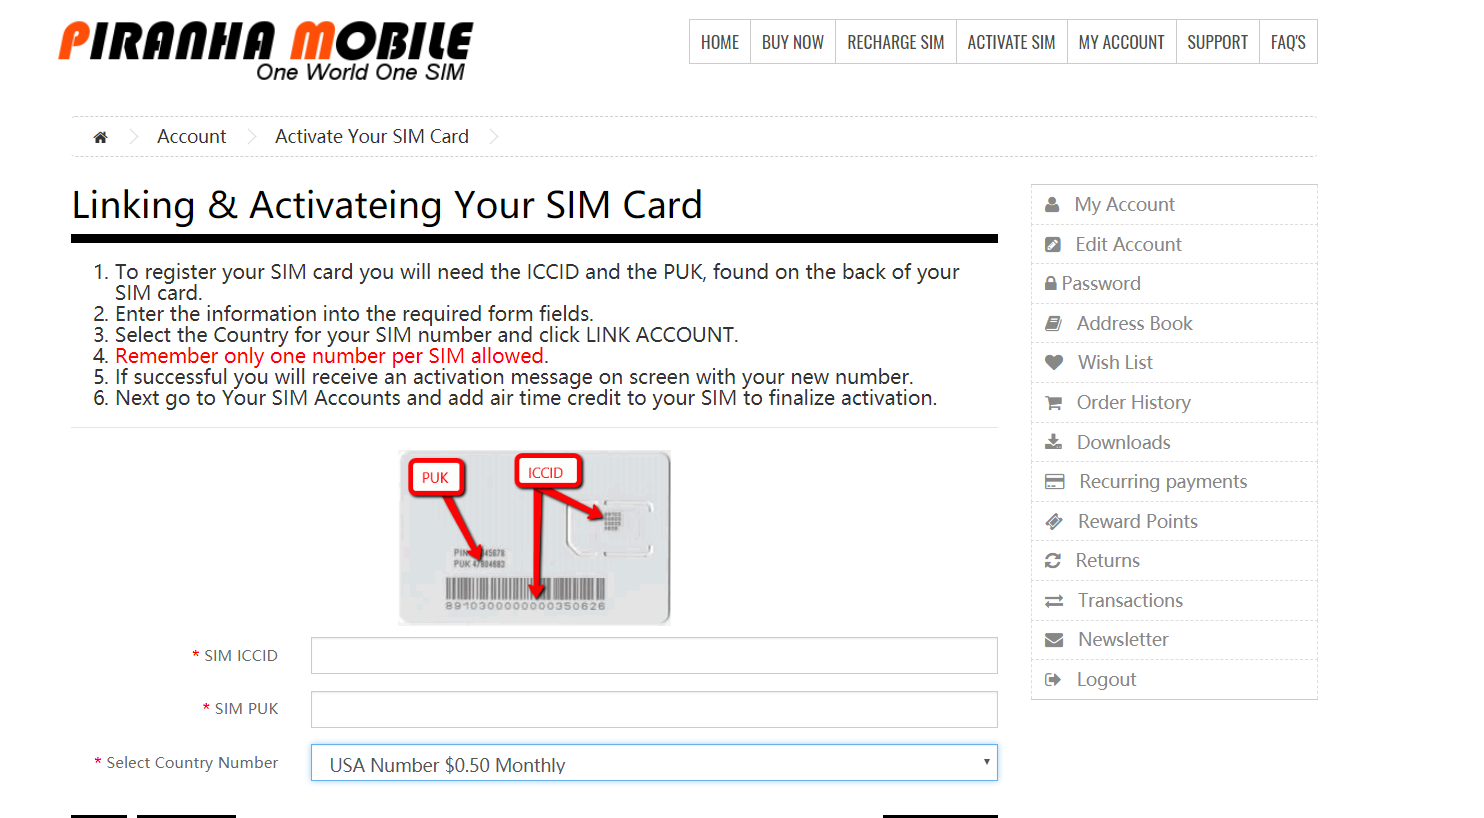 PIRANHA MOBILE
One World One SIM
HOME
BUY NOW
RECHARGE SIM
ACTIVATE SIM
MY ACCOUNT
SUPPORT
FAQ'S
Account
Activate Your SIM Card
Linking & Activateing Your SIM Card
1. To register your SIM card you will need the ICCID and the PUK, found on the back of your
SIM card.
2. Enter the information into the required form fields.
3. Select the Country for your SIM number and click LINK ACCOUNT.
4. Remember only one number per SIM allowed.
5. If successful you will receive an activation message on screen with your new number.
6. Next go to Your SIM Accounts and add air time credit to your SIM to finalize activation.
PUK
ICCID
8910300000000350626
* SIM ICCID
* SIM PUK
* Select Country Number
USA Number $0.50 Monthly
My Account
Edit Account
Password
Address Book
Wish List
Order History
Downloads
Recurring payments
Reward Points
Returns
Transactions
Newsletter
Logout